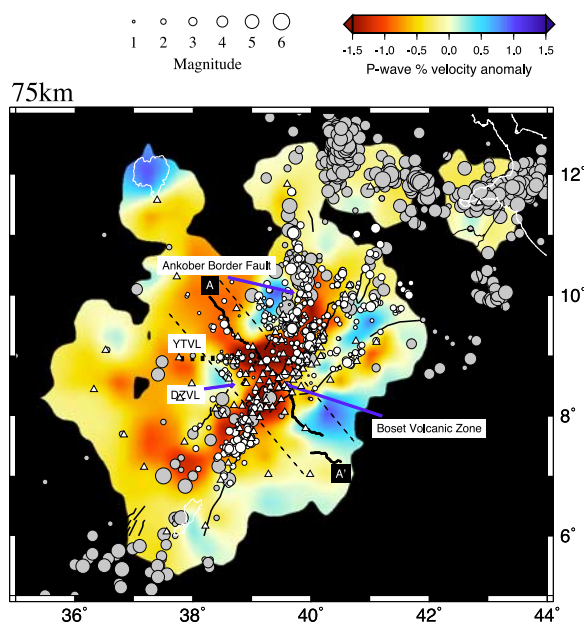 1 2 3 4 5 6
Magnitude
-1.5 -1.0 -0.5 0.0 0.5 1.0 1.5
P-wave % velocity anomaly
75km
12°
Ankober Border Fault
A
10°
YTVL
DZVL
8°
Boset Volcanic Zone
A'
6°
36° 38° 40° 42° 44°